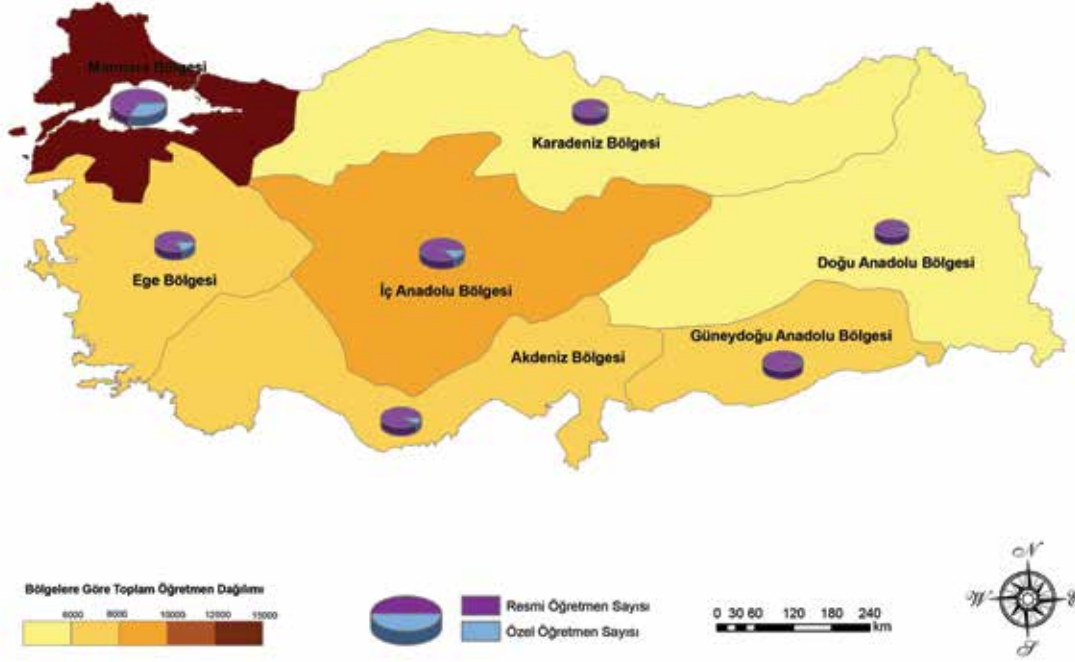 Marmara Bölgesi
Karadeniz Bölgesi
Doğu Anadolu Bölgesi
Ege Bölgesi
İç Anadolu Bölgesi
Güneydoğu Anadolu Bölgesi
Akdeniz Bölgesi
Bölgelere Göre Toplam Öğretmen Dağılımı
6000 8000 10000 12000 15000
Resmi Öğretmen Sayısı
Özel Öğretmen Sayısı
0 30 60 120 180 240
km
N
W E
S